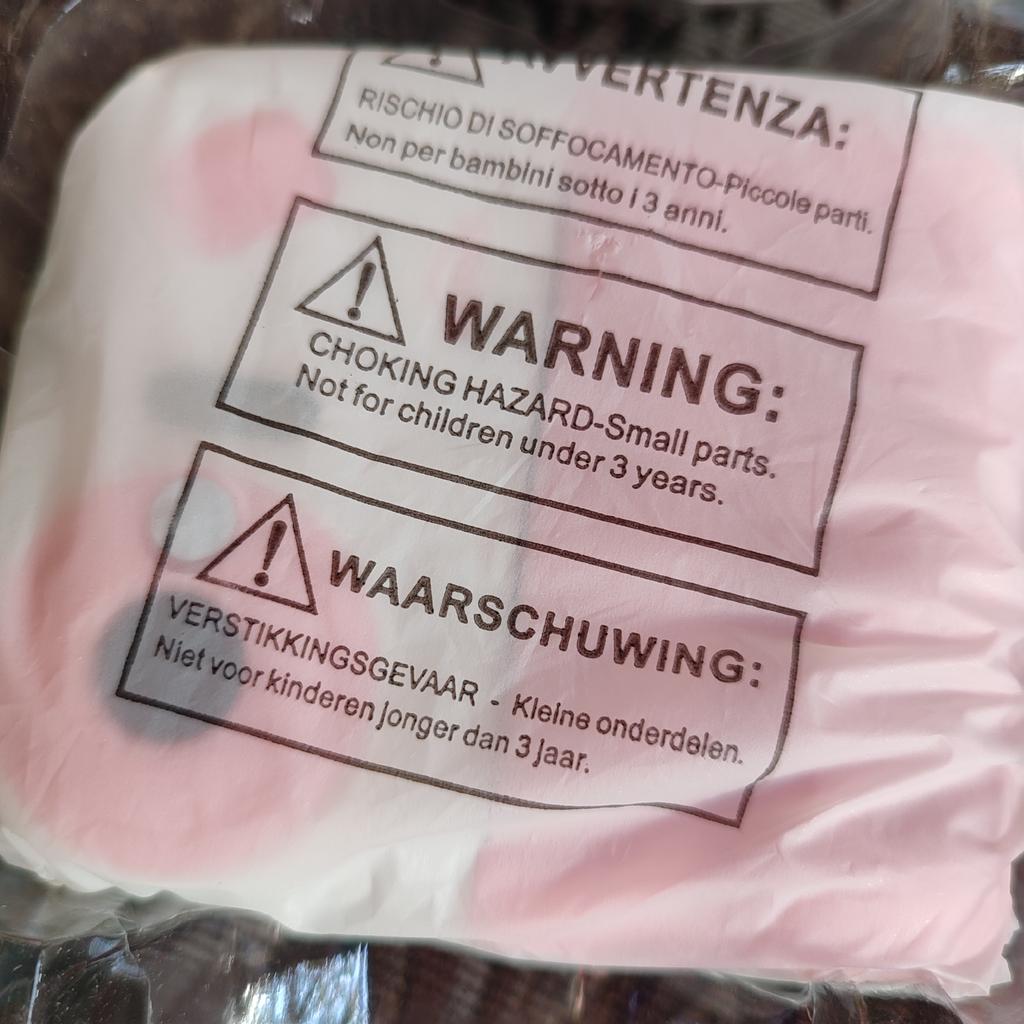 AVVERTENZA:
RISCHIO DI SOFFOCAMENTO-Piccole parti.
Non per bambini sotto i 3 anni.
WARNING:
CHOKING HAZARD-Small parts.
Not for children under 3 years.
WAARSCHUWING:
VERSTIKKINGSGEVAAR - Kleine onderdelen.
Niet voor kinderen jonger dan 3 jaar.